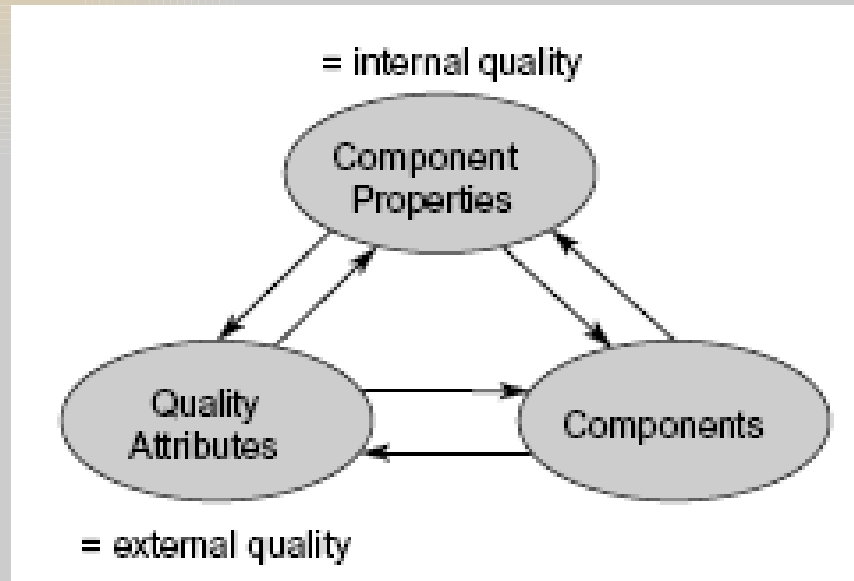 = internal quality
Component
Properties
Quality
Attributes
Components
= external quality